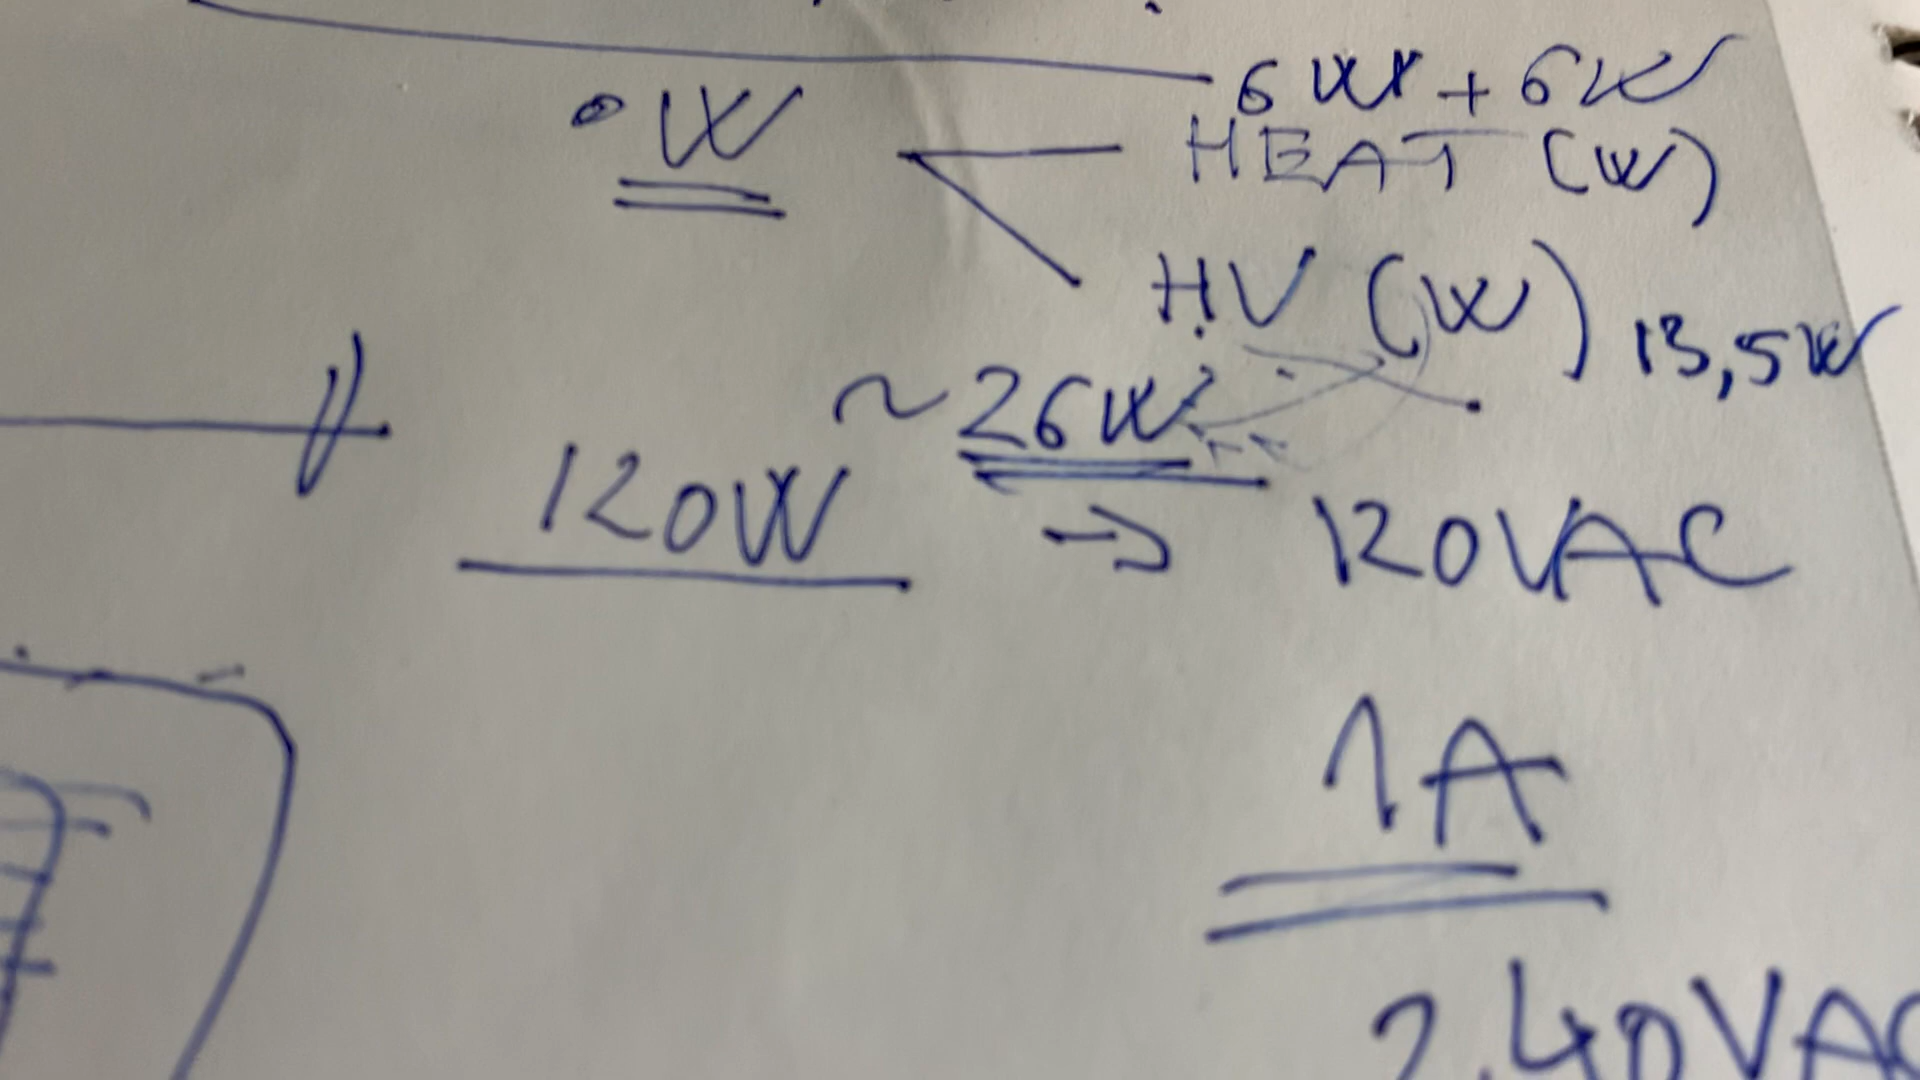 6W + 6W
• W
HEAT (W)
HV (W) 13,5W
~26W
120W → 120VAC
1A
240VAC